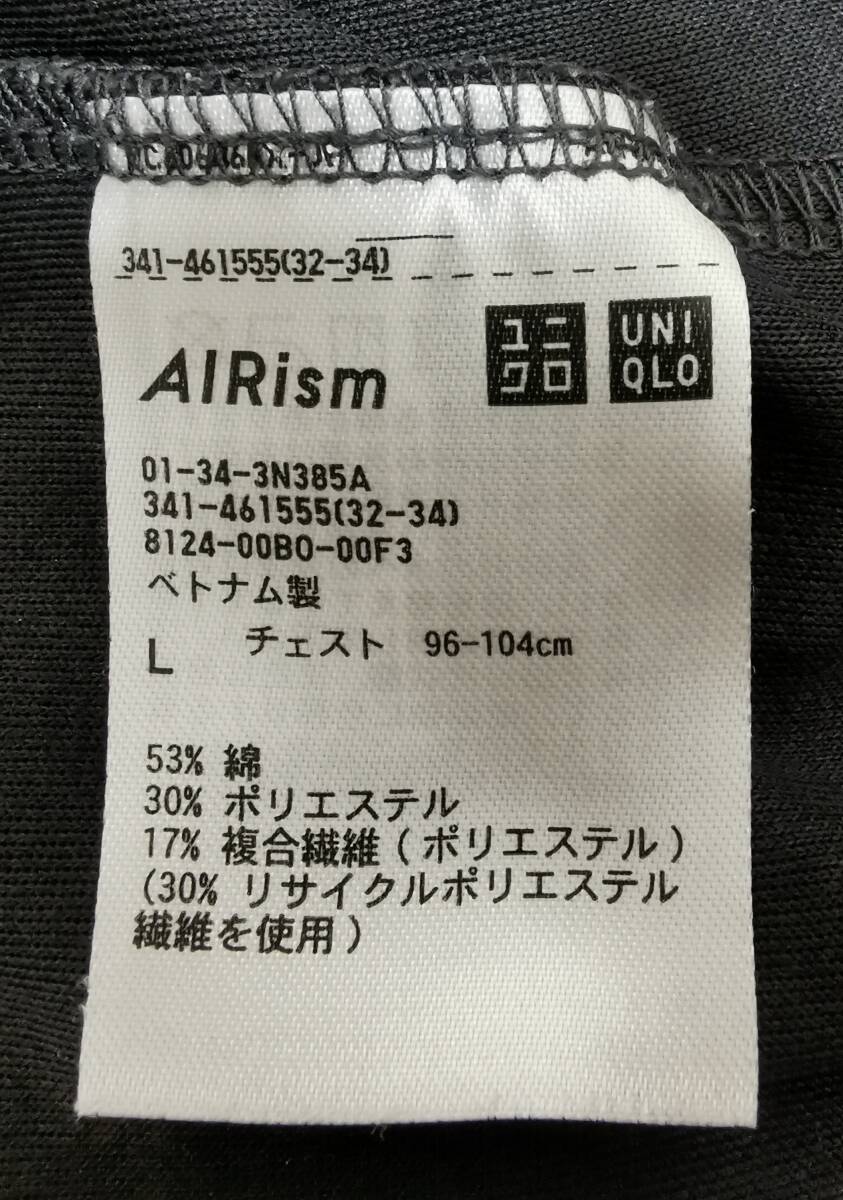 341-461555(32-34)
ユニクロ UNIQLO
AIRism
01-34-3N385A
341-461555(32-34)
8124-00B0-00F3
ベトナム製
L チェスト 96-104cm
53% 綿
30% ポリエステル
17% 複合繊維(ポリエステル)
(30% リサイクルポリエステル
繊維を使用)